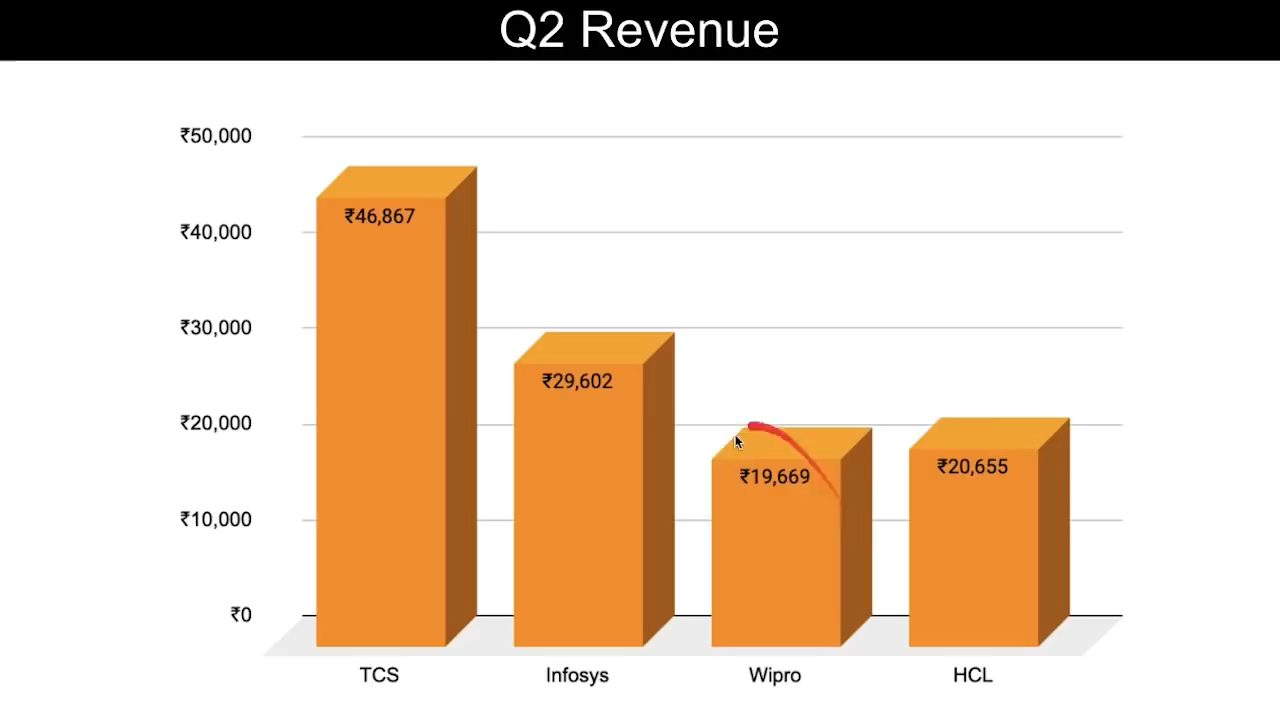 Q2 Revenue
₹50,000
₹46,867
₹40,000
₹30,000
₹29,602
₹20,000
₹20,655
₹19,669
₹10,000
₹0
TCS
Infosys
Wipro
HCL